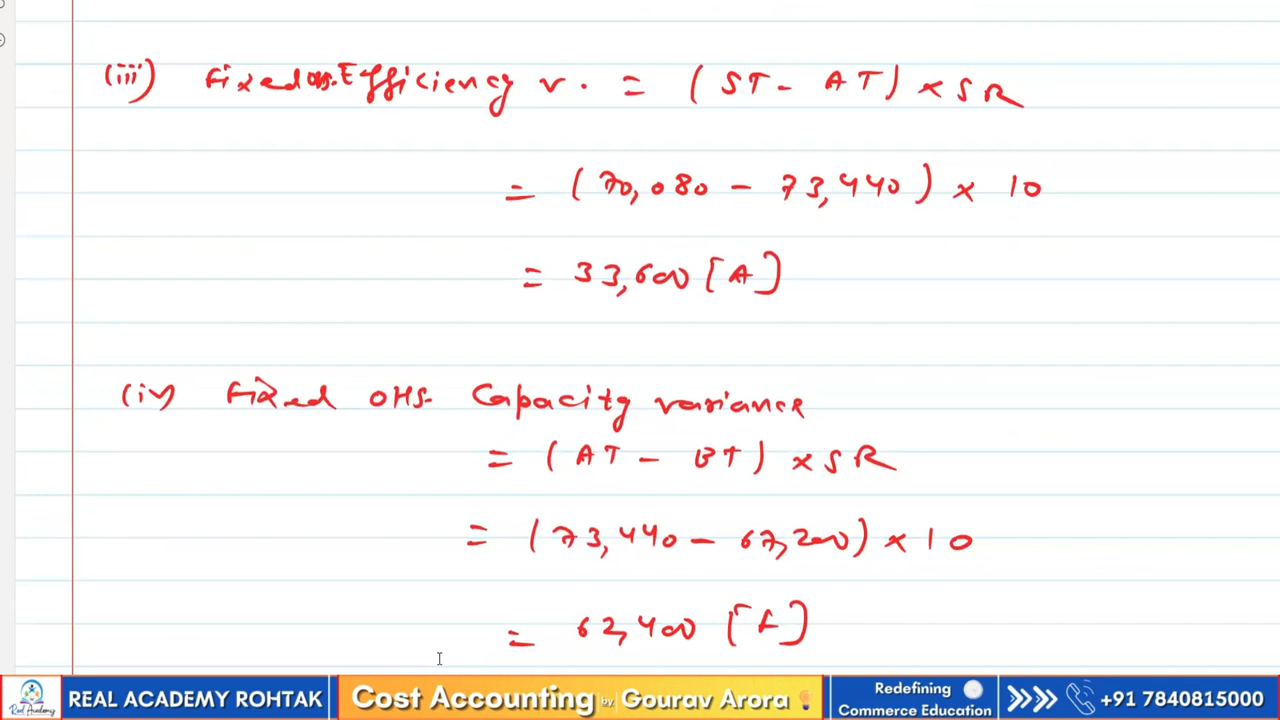 (iii) Fixed OHs. Efficiency V. = (ST - AT) × SR
= (70,080 - 73,440) × 10
= 33,600 [A]
(iv) Fixed OHS. Capacity variance
= (AT - BT) × SR
= (73,440 - 67,200) × 10
= 62,400 [F]
Real Academy
REAL ACADEMY ROHTAK
Cost Accounting by Gourav Arora
Redefining
Commerce Education
+91 7840815000